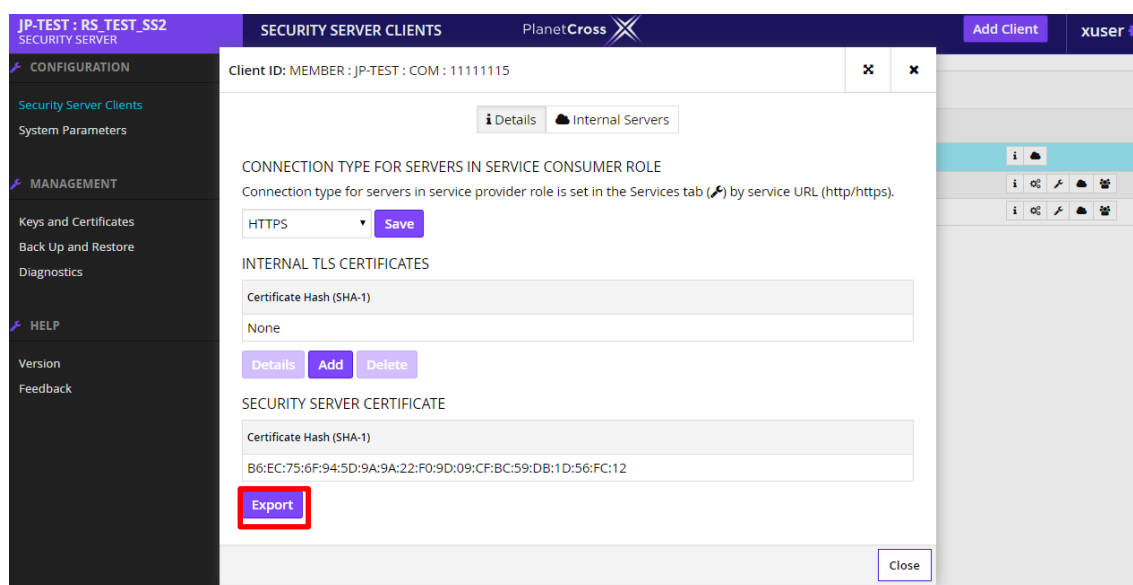 JP-TEST : RS_TEST_SS2
SECURITY SERVER
SECURITY SERVER CLIENTS
PlanetCross
Add Client
xuser
CONFIGURATION
Security Server Clients
System Parameters
MANAGEMENT
Keys and Certificates
Back Up and Restore
Diagnostics
HELP
Version
Feedback
Client ID: MEMBER : JP-TEST : COM : 11111115
Details
Internal Servers
CONNECTION TYPE FOR SERVERS IN SERVICE CONSUMER ROLE
Connection type for servers in service provider role is set in the Services tab () by service URL (http/https).
HTTPS
Save
INTERNAL TLS CERTIFICATES
Certificate Hash (SHA-1)
None
Details
Add
Delete
SECURITY SERVER CERTIFICATE
Certificate Hash (SHA-1)
B6:EC:75:6F:94:5D:9A:9A:22:F0:9D:09:CF:BC:59:DB:1D:56:FC:12
Export
Close